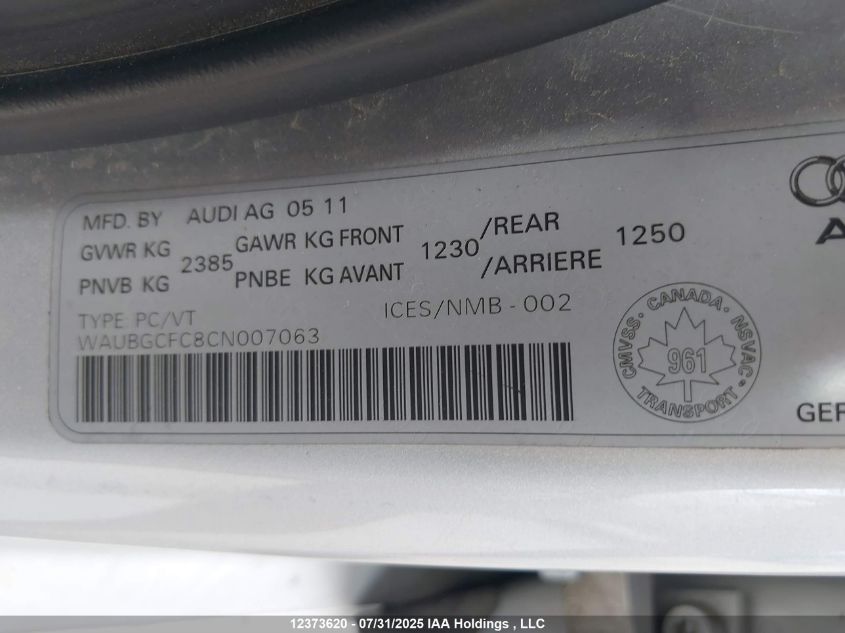 MFD. BY AUDI AG 05 11
GVWR KG 2385 GAWR KG FRONT 1230 /REAR 1250
PNVB KG PNBE KG AVANT /ARRIERE
TYPE PC/VT ICES/NMB - 002
WAUBGCFC8CN007063
CANADA
CMVSS
NSVAC
961
TRANSPORT
12373620 - 07/31/2025 IAA Holdings , LLC